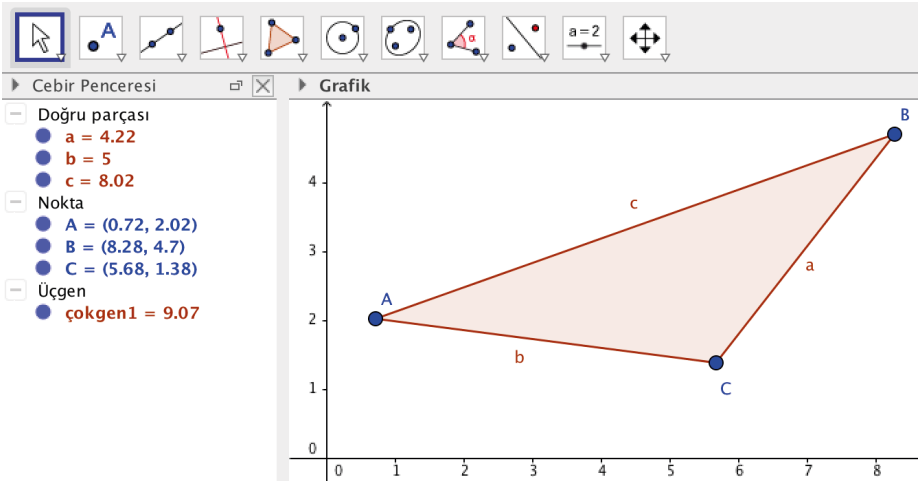 A
α
a=2
Cebir Penceresi
Grafik
Doğru parçası
a = 4.22
b = 5
c = 8.02
Nokta
A = (0.72, 2.02)
B = (8.28, 4.7)
C = (5.68, 1.38)
Üçgen
çokgen1 = 9.07
B
c
4
3
a
A
2
b
C
1
0
0 1 2 3 4 5 6 7 8